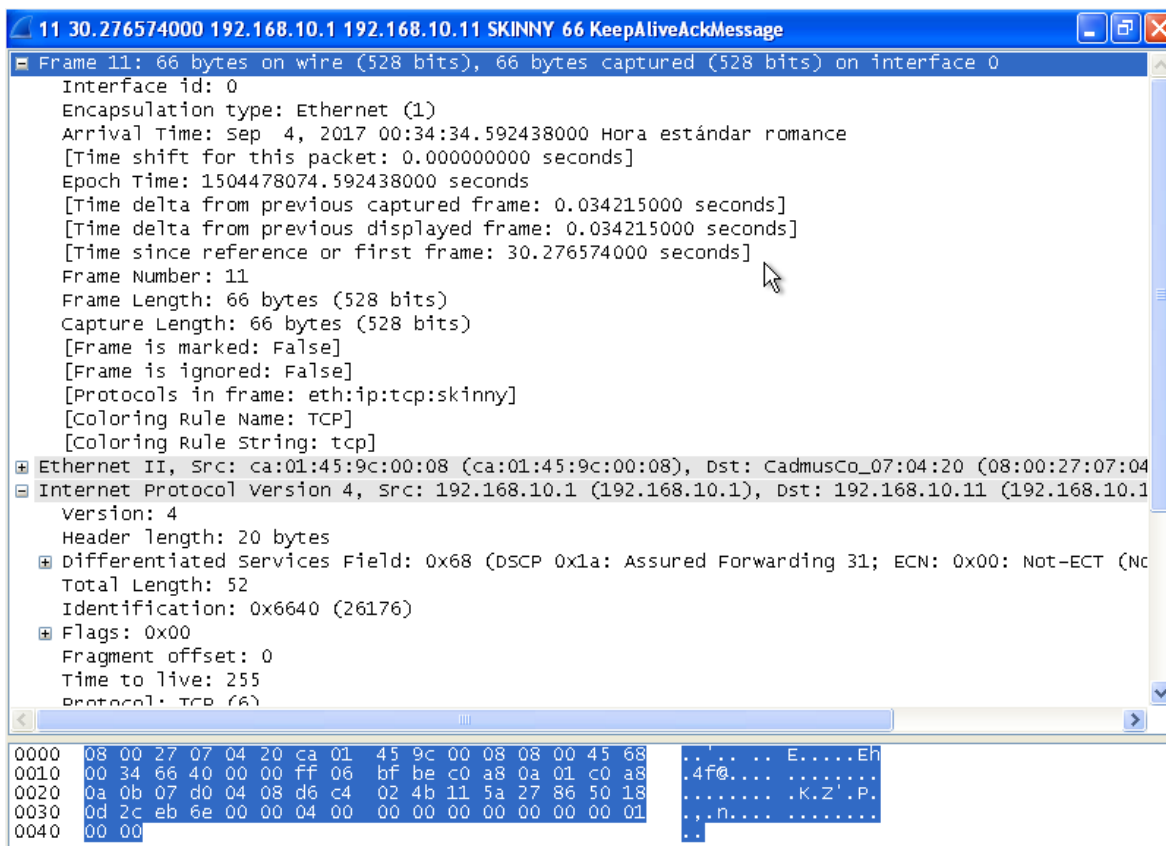 11 30.276574000 192.168.10.1 192.168.10.11 SKINNY 66 KeepAliveAckMessage
Frame 11: 66 bytes on wire (528 bits), 66 bytes captured (528 bits) on interface 0
Interface id: 0
Encapsulation type: Ethernet (1)
Arrival Time: Sep  4, 2017 00:34:34.592438000 Hora estándar romance
[Time shift for this packet: 0.000000000 seconds]
Epoch Time: 1504478074.592438000 seconds
[Time delta from previous captured frame: 0.034215000 seconds]
[Time delta from previous displayed frame: 0.034215000 seconds]
[Time since reference or first frame: 30.276574000 seconds]
Frame Number: 11
Frame Length: 66 bytes (528 bits)
Capture Length: 66 bytes (528 bits)
[Frame is marked: False]
[Frame is ignored: False]
[Protocols in frame: eth:ip:tcp:skinny]
[Coloring Rule Name: TCP]
[Coloring Rule String: tcp]
Ethernet II, Src: ca:01:45:9c:00:08 (ca:01:45:9c:00:08), Dst: CadmusCo_07:04:20 (08:00:27:07:04
Internet Protocol Version 4, Src: 192.168.10.1 (192.168.10.1), Dst: 192.168.10.11 (192.168.10.1
Version: 4
Header length: 20 bytes
Differentiated Services Field: 0x68 (DSCP 0x1a: Assured Forwarding 31; ECN: 0x00: Not-ECT (No
Total Length: 52
Identification: 0x6640 (26176)
Flags: 0x00
Fragment offset: 0
Time to live: 255
Protocol: TCP (6)
0000 08 00 27 07 04 20 ca 01 45 9c 00 08 08 00 45 68 ..'.. .. E.....Eh
0010 00 34 66 40 00 00 ff 06 bf be c0 a8 0a 01 c0 a8 .4f@.... ........
0020 0a 0b 07 d0 04 08 d6 c4 02 4b 11 5a 27 86 50 18 ........ .K.Z'.P.
0030 0d 2c eb 6e 00 00 04 00 00 00 00 00 00 00 00 01 .,.n.... ........
0040 00 00 ..